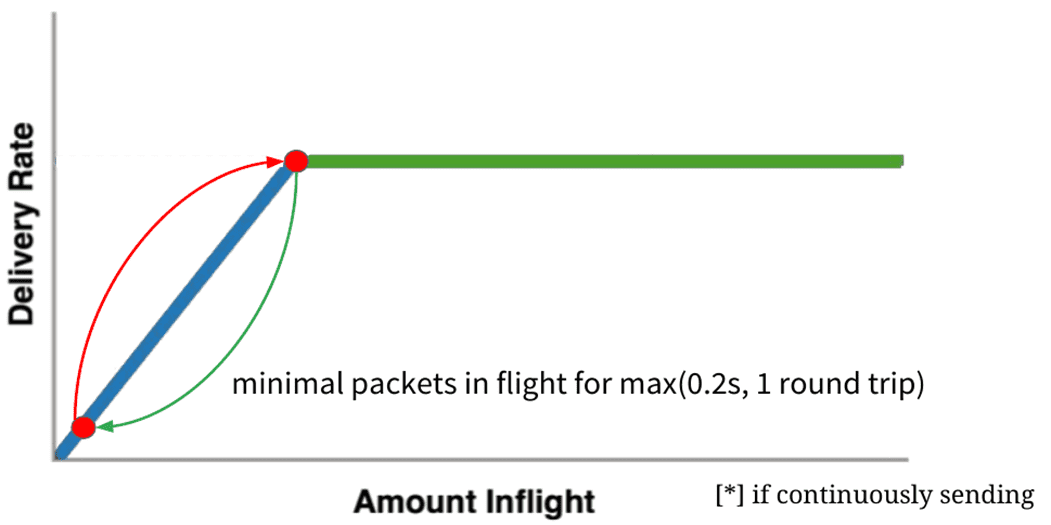 Delivery Rate
minimal packets in flight for max(0.2s, 1 round trip)
Amount Inflight
[*] if continuously sending